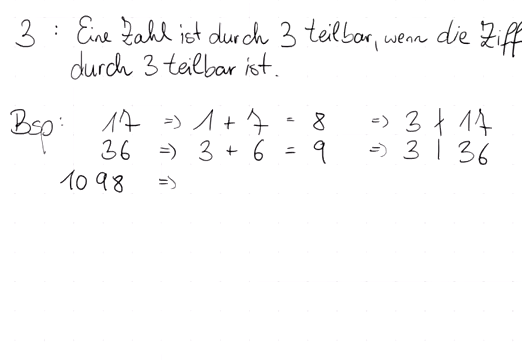 3 : Eine Zahl ist durch 3 teilbar, wenn die Ziff
durch 3 teilbar ist.
Bsp: 17 => 1 + 7 = 8 => 3 ∤ 17
36 => 3 + 6 = 9 => 3 | 36
1098 =>